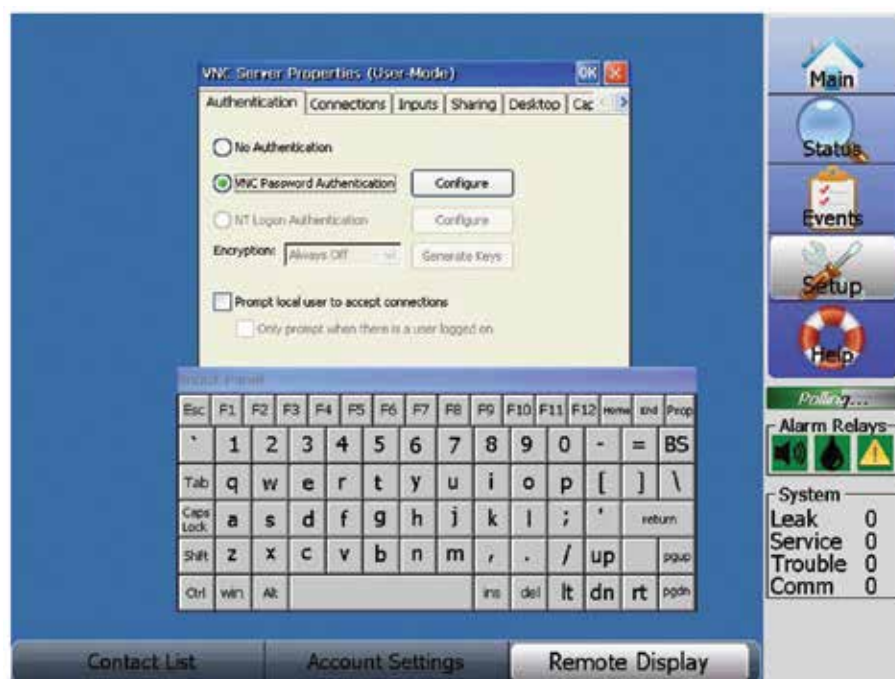 VNC Server Properties (User-Mode) OK
Authentication Connections Inputs Sharing Desktop Cap
No Authentication
VNC Password Authentication Configure
NT Logon Authentication Configure
Encryption: Always Off Generate Keys
Prompt local user to accept connections
Only prompt when there is a user logged on
Input Panel
Esc F1 F2 F3 F4 F5 F6 F7 F8 F9 F10 F11 F12 Home End Prop
` 1 2 3 4 5 6 7 8 9 0 - = BS
Tab q w e r t y u i o p [ ] \
Caps Lock a s d f g h j k l ; ' return
Shift z x c v b n m , . / up pgup
Ctrl win Alt ins del lt dn rt pgdn
Contact List Account Settings Remote Display
Main
Status
Events
Setup
Help
Polling...
Alarm Relays
System
Leak 0
Service 0
Trouble 0
Comm 0